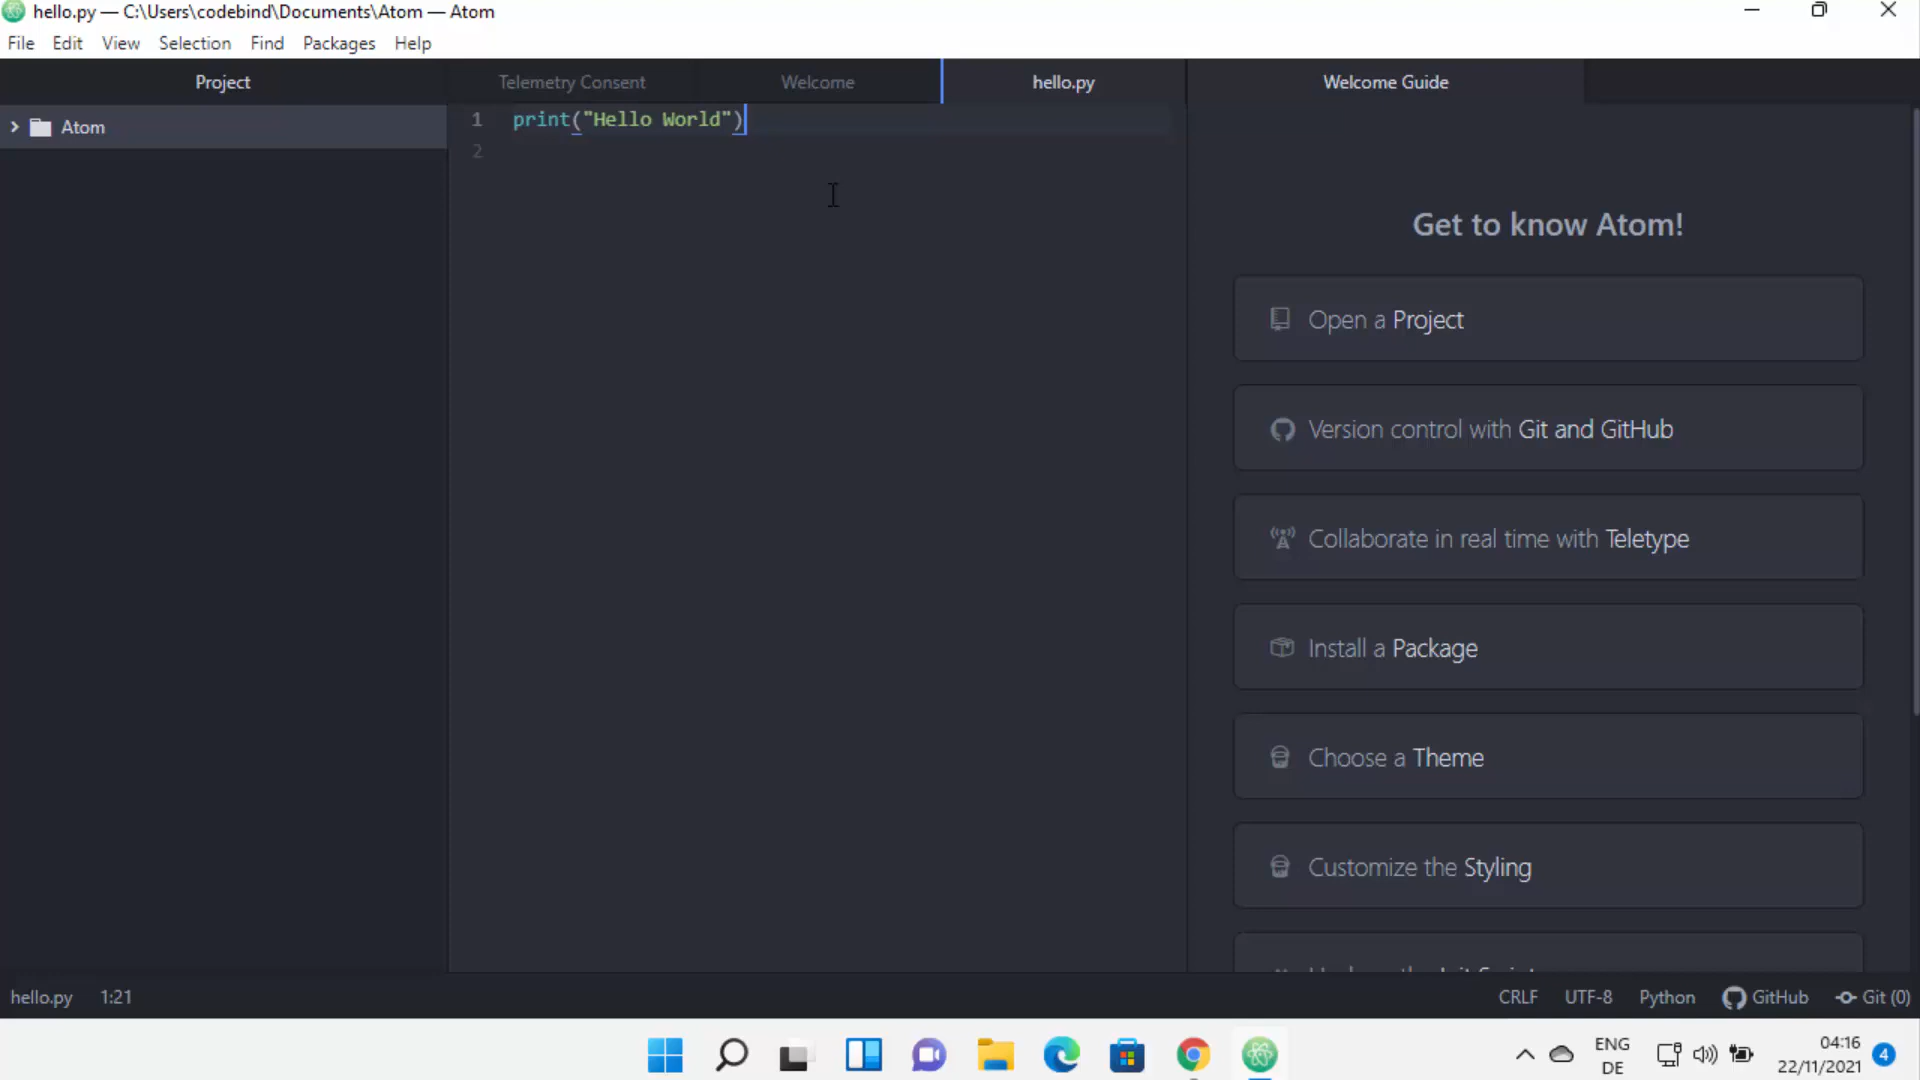 hello.py — C:\Users\codebind\Documents\Atom — Atom
File Edit View Selection Find Packages Help
Project
Telemetry Consent
Welcome
hello.py
Welcome Guide
Atom
1 print("Hello World")
2
Get to know Atom!
Open a Project
Version control with Git and GitHub
Collaborate in real time with Teletype
Install a Package
Choose a Theme
Customize the Styling
hello.py 1:21
CRLF UTF-8 Python GitHub Git (0)
ENG
DE
04:16
22/11/2021
4